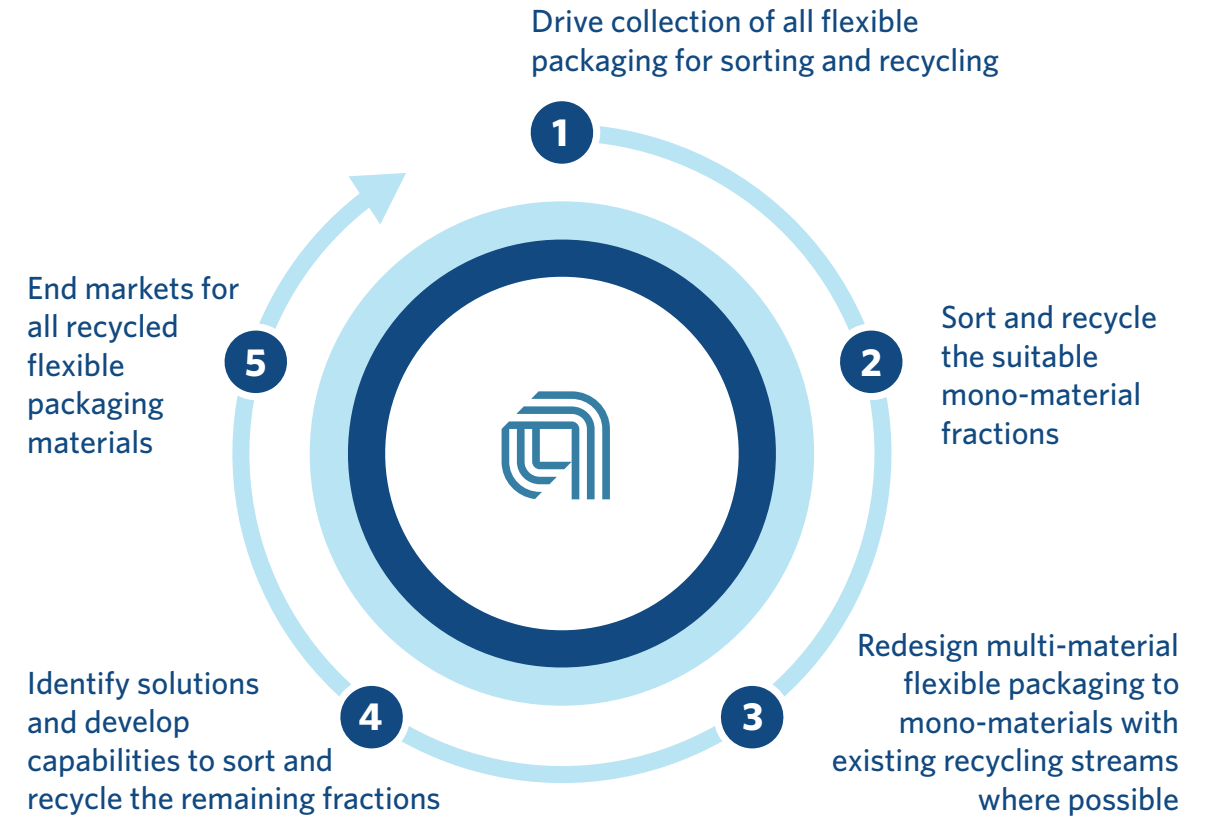 Drive collection of all flexible
packaging for sorting and recycling
1
2
Sort and recycle
the suitable
mono-material
fractions
3
Redesign multi-material
flexible packaging to
mono-materials with
existing recycling streams
where possible
4
Identify solutions
and develop
capabilities to sort and
recycle the remaining fractions
5
End markets for
all recycled
flexible
packaging
materials